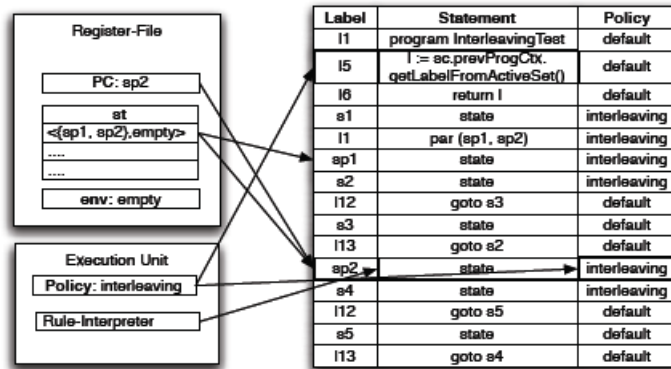 Register-File
PC: sp2
st
<{sp1, sp2},empty>
....
....
env: empty
Execution Unit
Policy: interleaving
Rule-Interpreter
Label Statement Policy
l1 program InterleavingTest default
l5 l := sc.prevProgCtx. default
getLabelFromActiveSet()
l6 return l default
s1 state interleaving
l1 par (sp1, sp2) interleaving
sp1 state interleaving
s2 state interleaving
l12 goto s3 default
s3 state default
l13 goto s2 default
sp2 state interleaving
s4 state interleaving
l12 goto s5 default
s5 state default
l13 goto s4 default